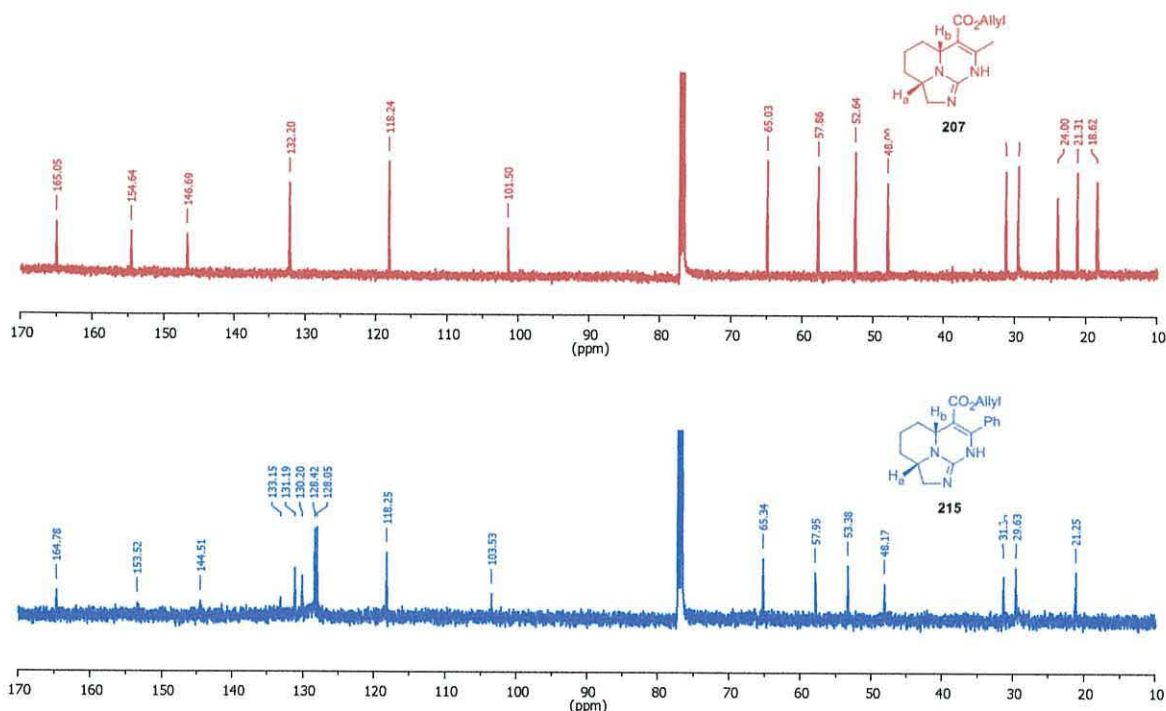 CO₂Allyl
H_b
N
NH
H_a
N
207
165.05
154.64
146.69
132.20
118.24
101.50
65.03
57.86
52.64
24.00
21.31
18.62
170 160 150 140 130 120 110 100 90 80 70 60 50 40 30 20 10
(ppm)
CO₂Allyl
H_b
Ph
N
NH
H_a
N
215
164.78
153.52
144.51
133.15
131.19
130.20
128.42
128.05
118.25
103.53
65.34
57.95
53.38
48.17
29.63
21.25
170 160 150 140 130 120 110 100 90 80 70 60 50 40 30 20 10
(ppm)